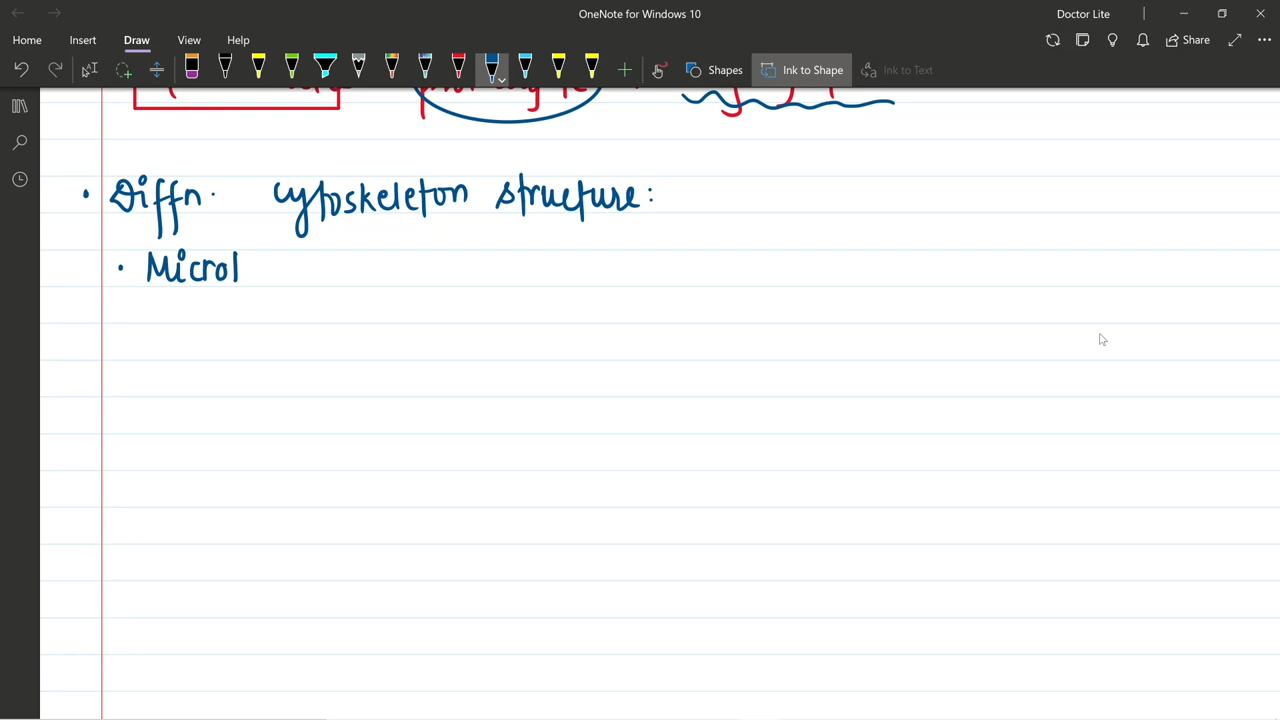 OneNote for Windows 10
Doctor Lite
Home Insert Draw View Help
Share
Shapes
Ink to Shape
Ink to Text
• Diffn. cytoskeleton structure:
• Microl